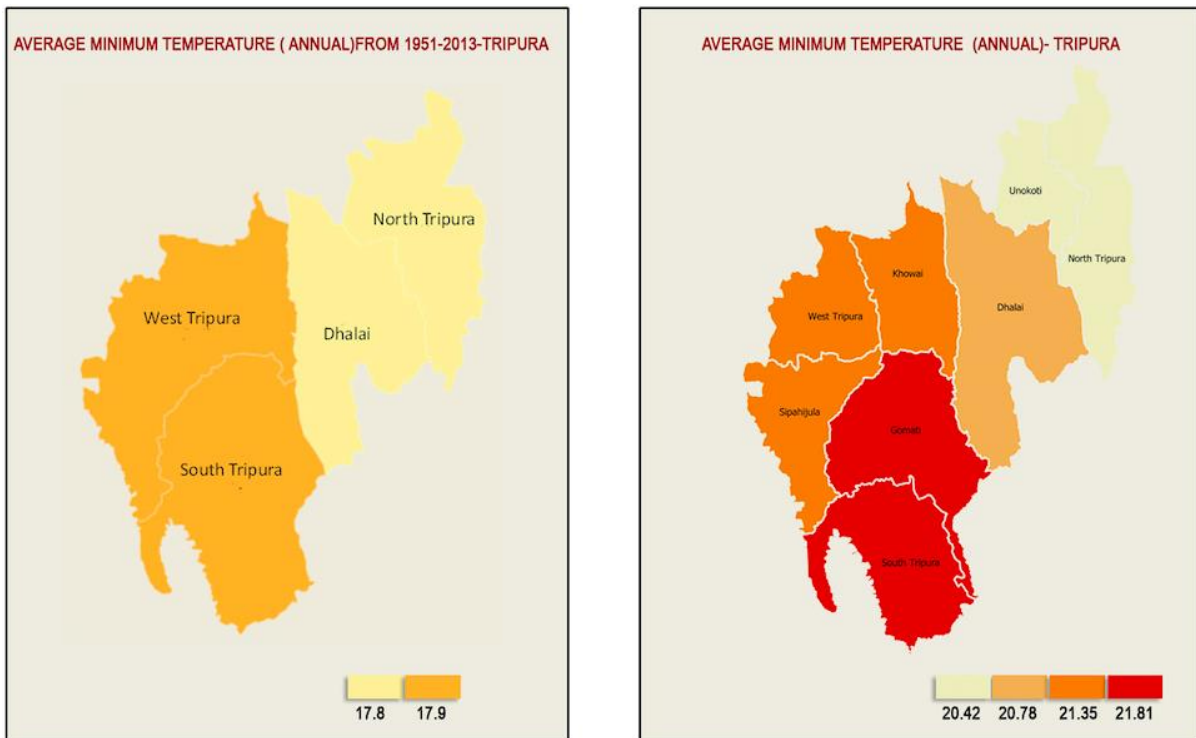 AVERAGE MINIMUM TEMPERATURE ( ANNUAL)FROM 1951-2013-TRIPURA
North Tripura
West Tripura
Dhalai
South Tripura
17.8 17.9
AVERAGE MINIMUM TEMPERATURE (ANNUAL)- TRIPURA
Unokoti
North Tripura
Khowai
Dhalai
West Tripura
Sipahijula
Gomati
South Tripura
20.42 20.78 21.35 21.81